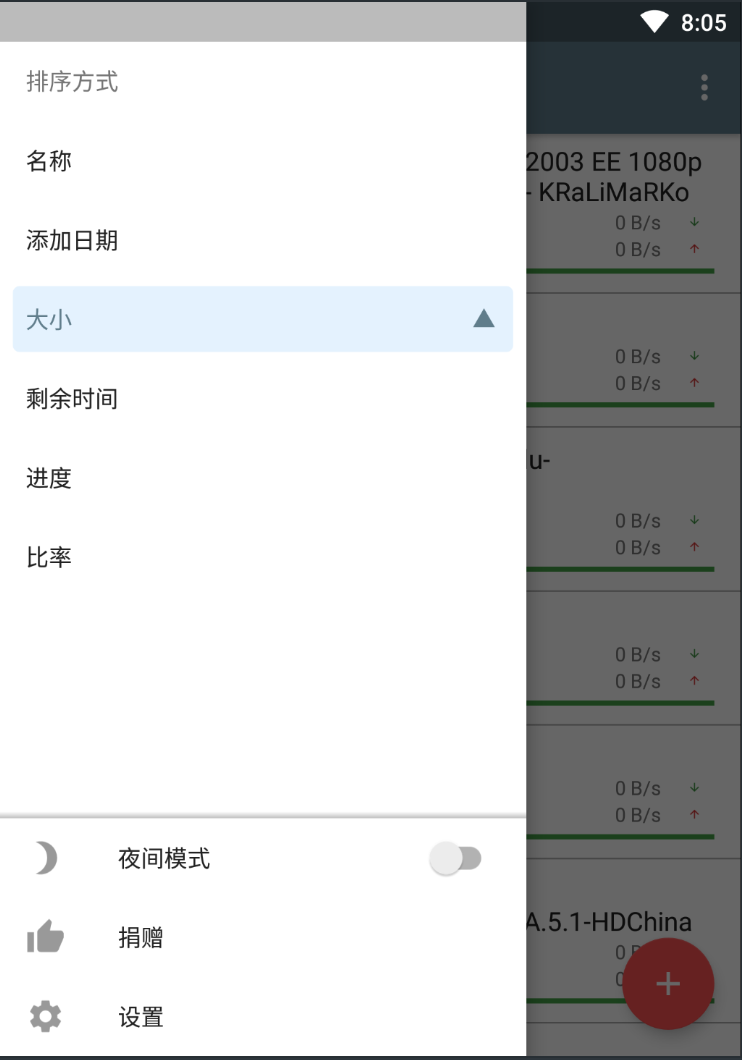 8:05
排序方式
名称
添加日期
大小
剩余时间
进度
比率
夜间模式
捐赠
设置
2003 EE 1080p
- KRaLiMaRKo
0 B/s
0 B/s
0 B/s
0 B/s
u-
0 B/s
0 B/s
0 B/s
0 B/s
0 B/s
0 B/s
A.5.1-HDChina
0
0
+